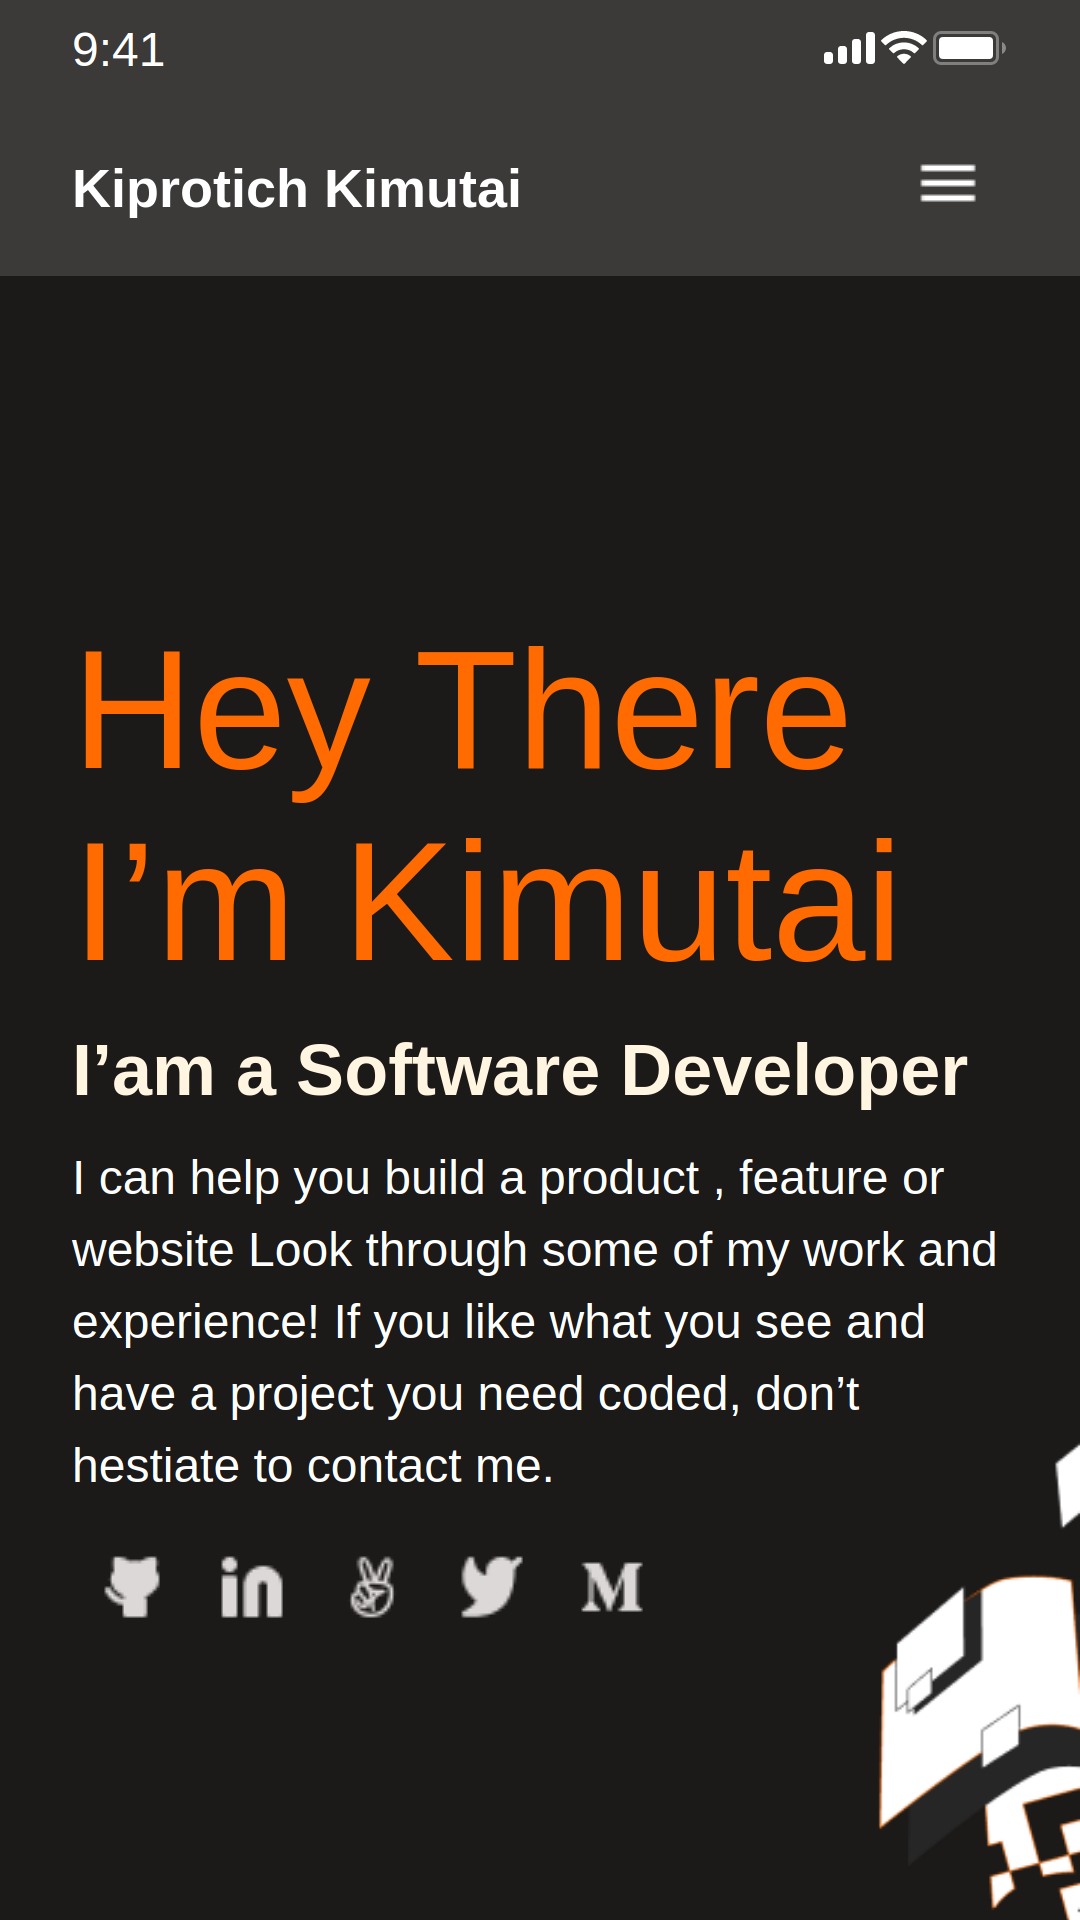 9:41
Kiprotich Kimutai
Hey There
I’m Kimutai
I’am a Software Developer
I can help you build a product , feature or
website Look through some of my work and
experience! If you like what you see and
have a project you need coded, don’t
hestiate to contact me.